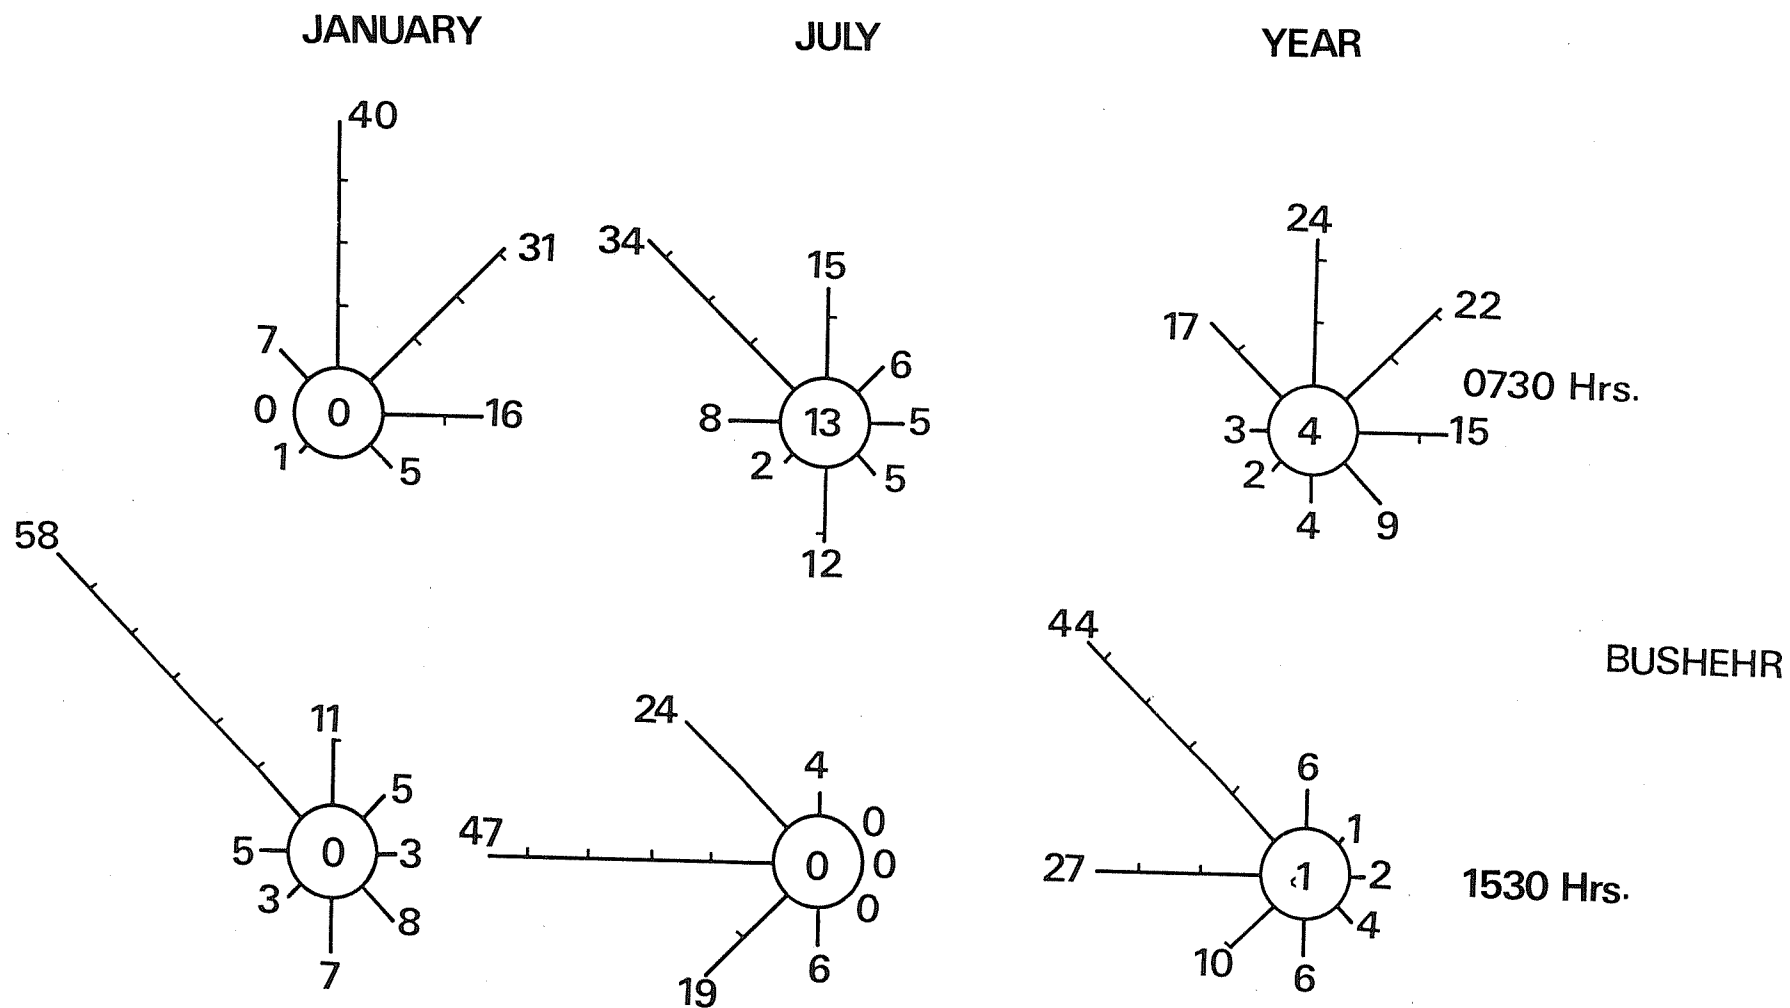 JANUARY JULY YEAR
40
31 34 15 24
7 6 17 22
0730 Hrs.
0 0 16 8 13 5 3 4 15
1 5 2 5 2
12 4 9
58
44
BUSHEHR
11 24 4 6
5 0 1
47
5 0 3 0 0 27 1 2 1530 Hrs.
3 8 0 10 4
7 19 6 6